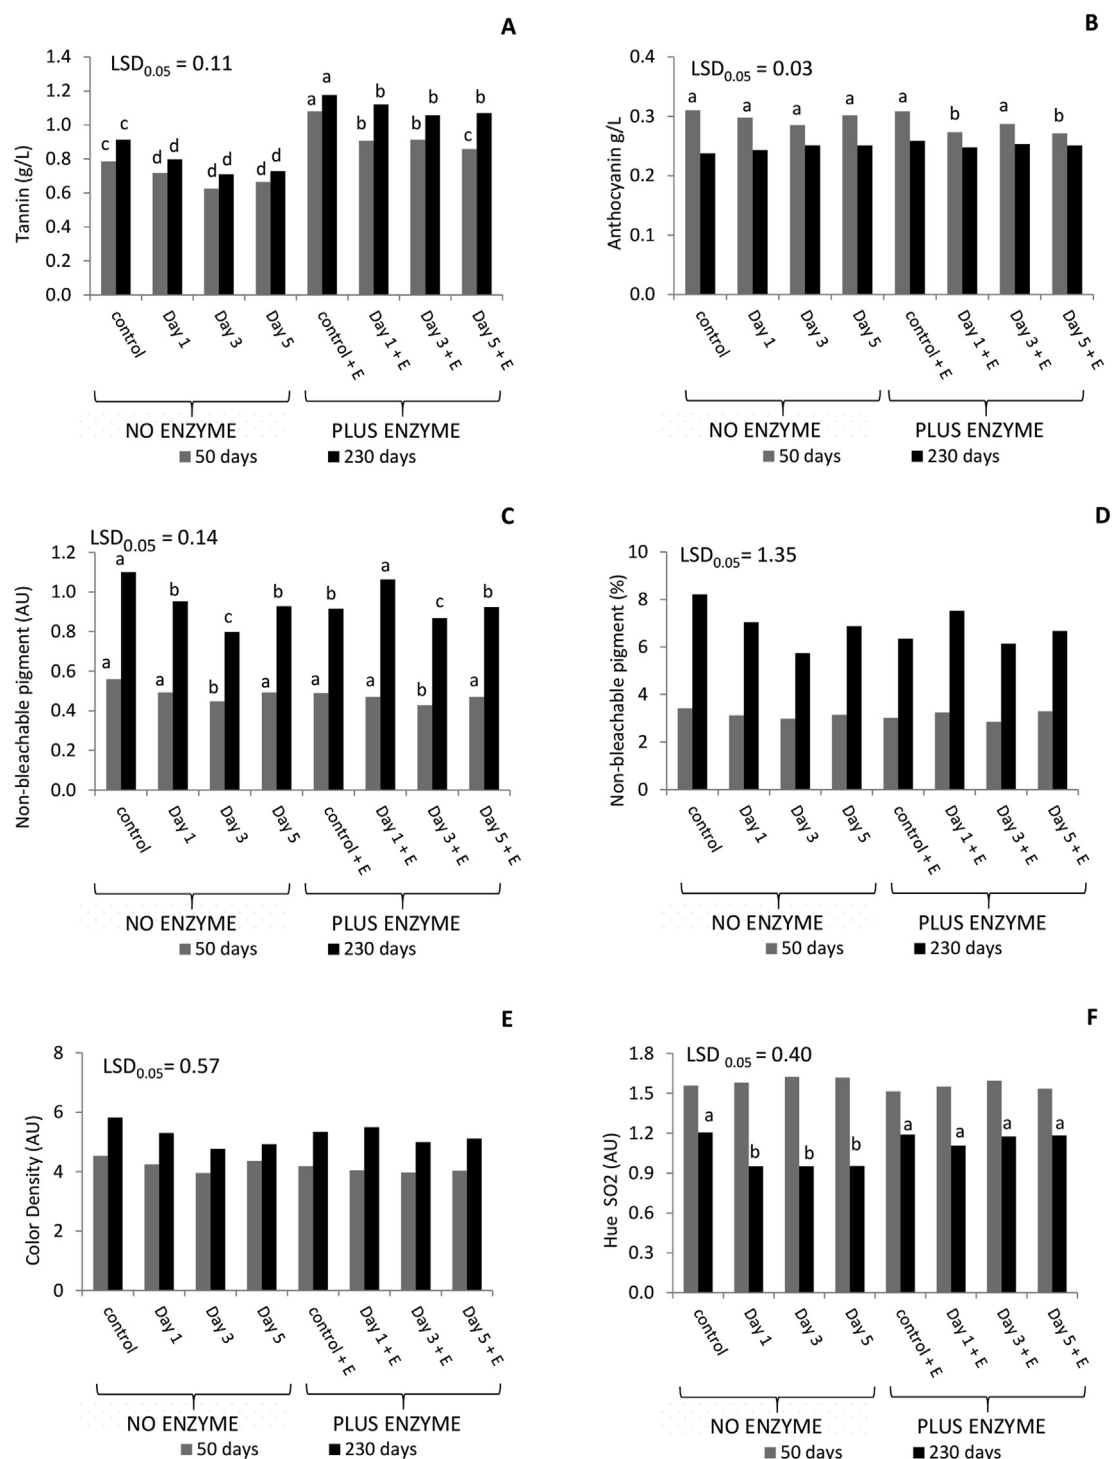 A
LSD0.05 = 0.11
Tannin (g/L)
1.4
1.2
1.0
0.8
0.6
0.4
0.2
0.0
c c d d d d d d a a b b b b c b
control Day 1 Day 3 Day 5 control + E Day 1 + E Day 3 + E Day 5 + E
NO ENZYME PLUS ENZYME
50 days 230 days
B
LSD0.05 = 0.03
Anthocyanin g/L
0.4
0.3
0.2
0.1
0.0
a a a a a b a b
control Day 1 Day 3 Day 5 control + E Day 1 + E Day 3 + E Day 5 + E
NO ENZYME PLUS ENZYME
50 days 230 days
C
LSD0.05 = 0.14
Non-bleachable pigment (AU)
1.2
1.0
0.8
0.6
0.4
0.2
0.0
a a a b b c a b a b a a b c a b
control Day 1 Day 3 Day 5 control + E Day 1 + E Day 3 + E Day 5 + E
NO ENZYME PLUS ENZYME
50 days 230 days
D
LSD0.05= 1.35
Non-bleachable pigment (%)
10
8
6
4
2
0
control Day 1 Day 3 Day 5 control + E Day 1 + E Day 3 + E Day 5 + E
NO ENZYME PLUS ENZYME
50 days 230 days
E
LSD0.05= 0.57
Color Density (AU)
8
6
4
2
0
control Day 1 Day 3 Day 5 control + E Day 1 + E Day 3 + E Day 5 + E
NO ENZYME PLUS ENZYME
50 days 230 days
F
LSD 0.05 = 0.40
Hue SO2 (AU)
1.8
1.5
1.2
0.9
0.6
0.3
0.0
a b b b a a a a
control Day 1 Day 3 Day 5 control + E Day 1 + E Day 3 + E Day 5 + E
NO ENZYME PLUS ENZYME
50 days 230 days